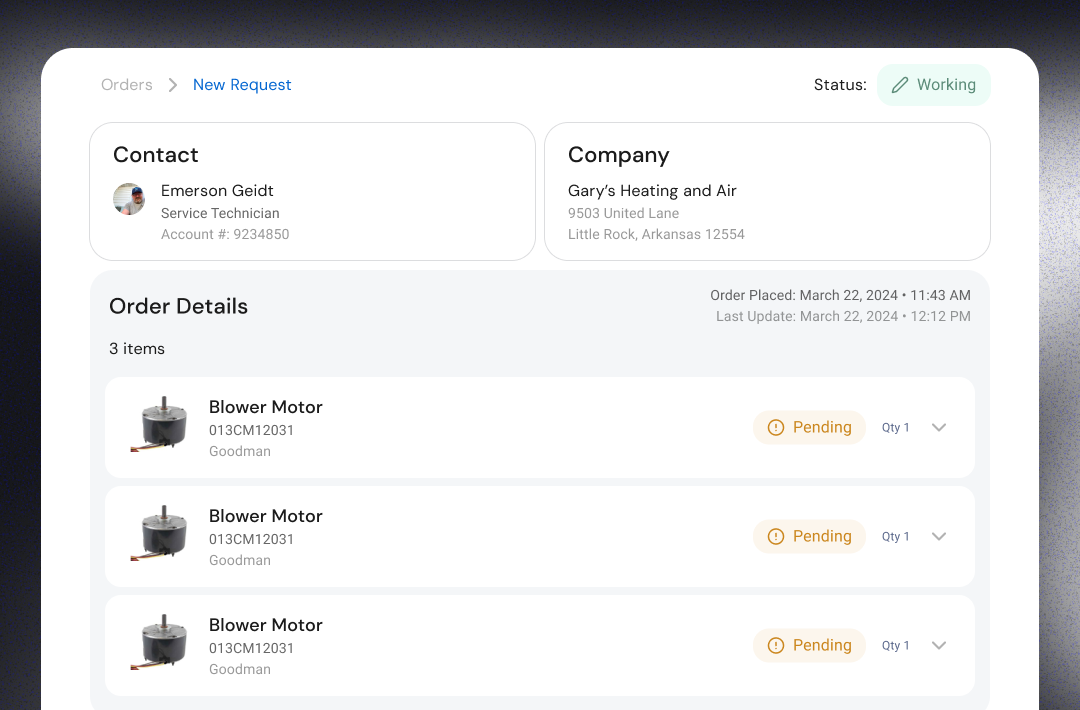 Orders New Request
Status: Working
Contact
Emerson Geidt
Service Technician
Account #: 9234850
Company
Gary’s Heating and Air
9503 United Lane
Little Rock, Arkansas 12554
Order Details
Order Placed: March 22, 2024 • 11:43 AM
Last Update: March 22, 2024 • 12:12 PM
3 items
Blower Motor
013CM12031
Goodman
Pending Qty 1
Blower Motor
013CM12031
Goodman
Pending Qty 1
Blower Motor
013CM12031
Goodman
Pending Qty 1